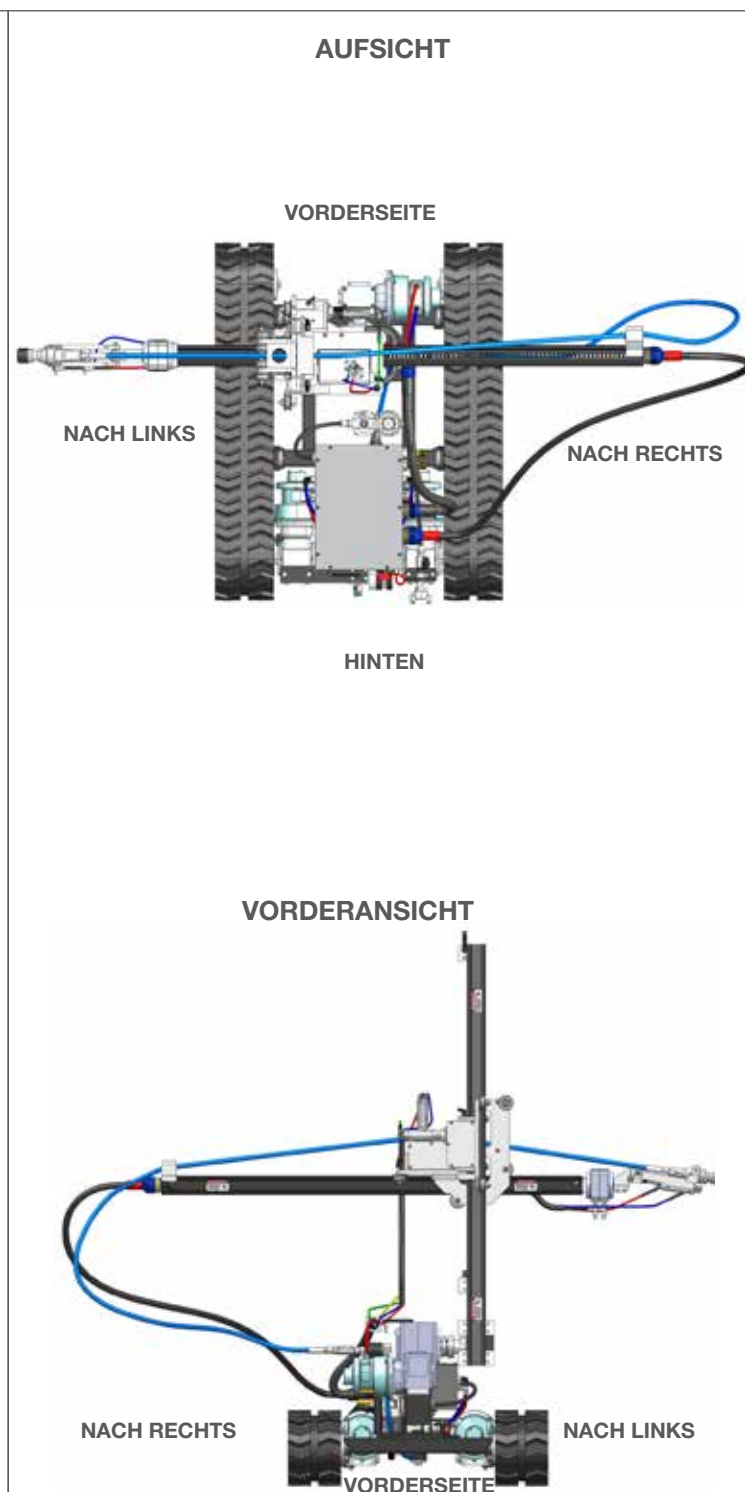 AUFSICHT
VORDERSEITE
NACH LINKS
NACH RECHTS
HINTEN
VORDERANSICHT
NACH RECHTS
NACH LINKS
VORDERSEITE